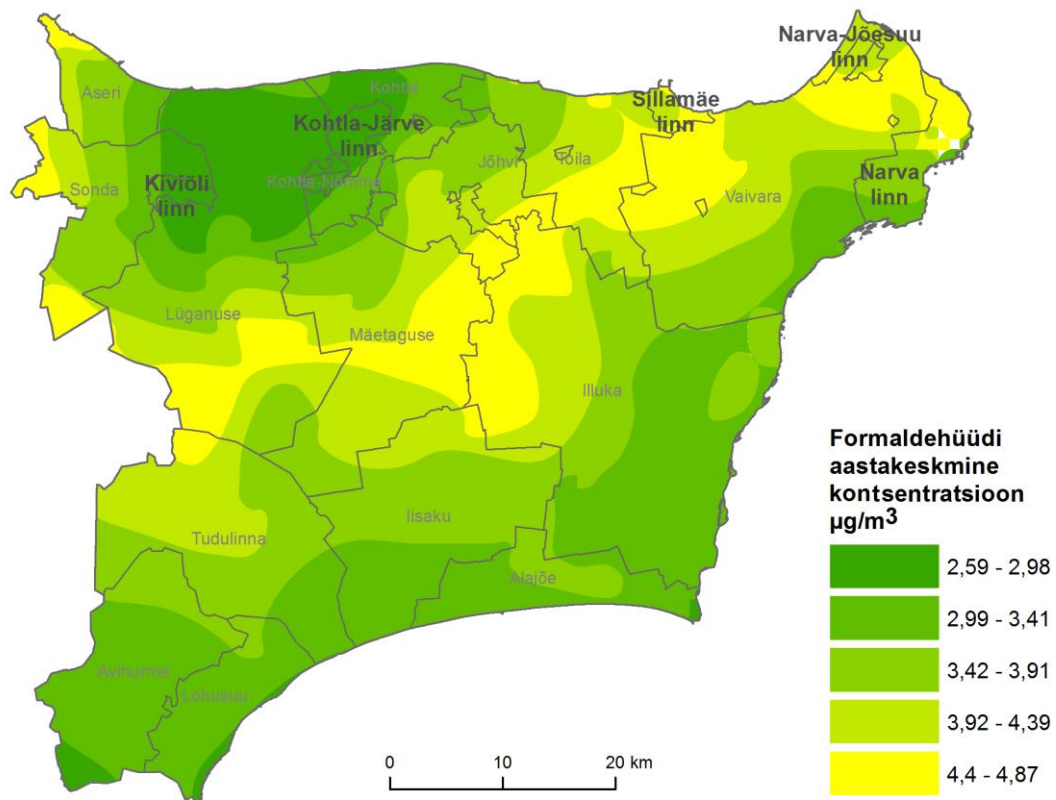 Narva-Jõesuu
linn
Aseri
Kohtla
Sillamäe
linn
Kohtla-Järve
linn
Jõhvi
Toila
Sonda
Kiviõli
linn
Kohtla-Nõmme
Vaivara
Narva
linn
Lüganuse
Mäetaguse
Illuka
Iisaku
Tudulinna
Alajõe
Avinurme
Lohusuu
Formaldehüüdi
aastakeskmine
kontsentratsioon
µg/m³
2,59 - 2,98
2,99 - 3,41
3,42 - 3,91
3,92 - 4,39
4,4 - 4,87
0 10 20 km